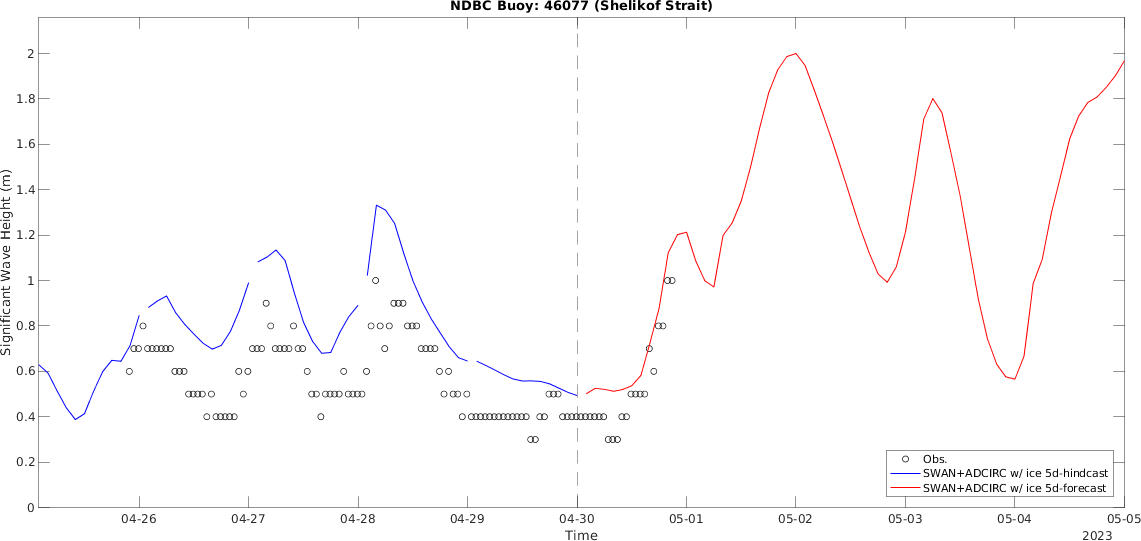 NDBC Buoy: 46077 (Shelikof Strait)
Significant Wave Height (m)
2
1.8
1.6
1.4
1.2
1
0.8
0.6
0.4
0.2
0
Obs.
SWAN+ADCIRC w/ ice 5d-hindcast
SWAN+ADCIRC w/ ice 5d-forecast
04-26 04-27 04-28 04-29 04-30 05-01 05-02 05-03 05-04 05-05
Time
2023